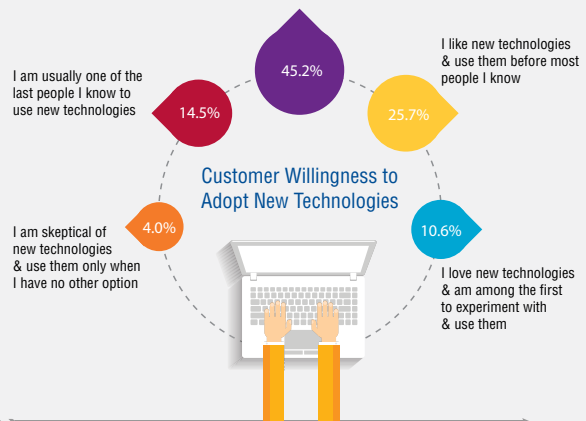 45.2%
I like new technologies
& use them before most
people I know
25.7%
I am usually one of the
last people I know to
use new technologies
14.5%
Customer Willingness to
Adopt New Technologies
4.0%
I am skeptical of
new technologies
& use them only when
I have no other option
10.6%
I love new technologies
& am among the first
to experiment with
& use them